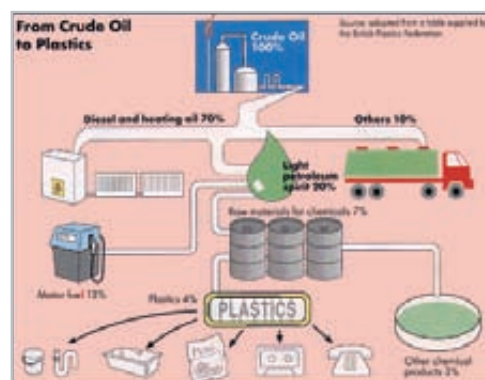 From Crude Oil
to Plastics
Crude Oil
100%
Source: adapted from a table supplied by
the British Plastics Federation
Diesel and heating oil 70%
Others 10%
Light
petroleum
spirit 20%
Raw materials for chemicals 7%
Motor fuel 13%
Plastics 4%
PLASTICS
Other chemical
products 3%